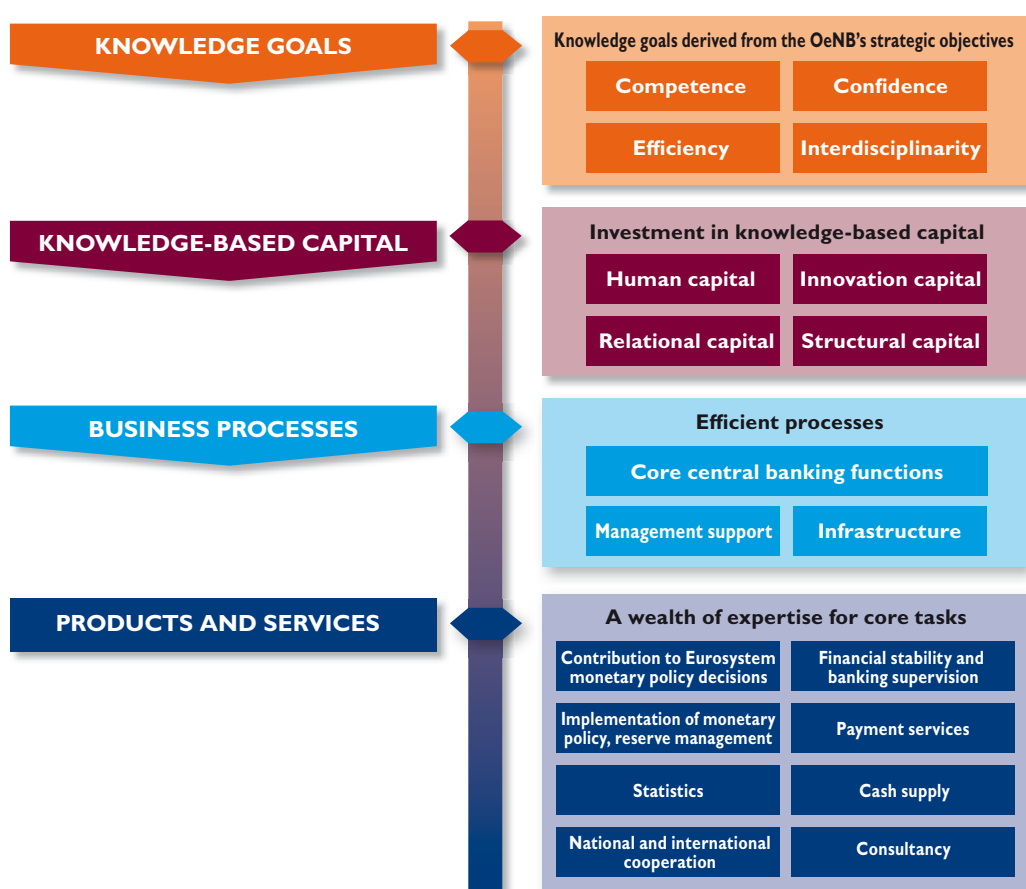 KNOWLEDGE GOALS
Knowledge goals derived from the OeNB's strategic objectives
Competence
Confidence
Efficiency
Interdisciplinarity
KNOWLEDGE-BASED CAPITAL
Investment in knowledge-based capital
Human capital
Innovation capital
Relational capital
Structural capital
BUSINESS PROCESSES
Efficient processes
Core central banking functions
Management support
Infrastructure
PRODUCTS AND SERVICES
A wealth of expertise for core tasks
Contribution to Eurosystem
monetary policy decisions
Financial stability and
banking supervision
Implementation of monetary
policy, reserve management
Payment services
Statistics
Cash supply
National and international
cooperation
Consultancy